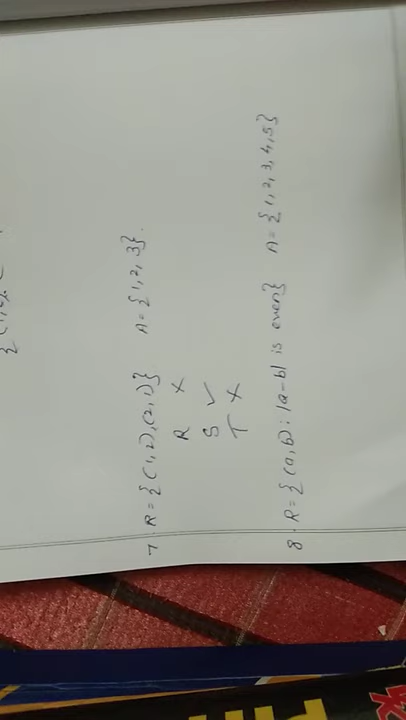 7. R = {(1,2), (2,1)} A = {1,2,3}.
R ×
S ✓
T ×
8. R = {(a,b) : |a-b| is even} A = {1,2,3,4,5}